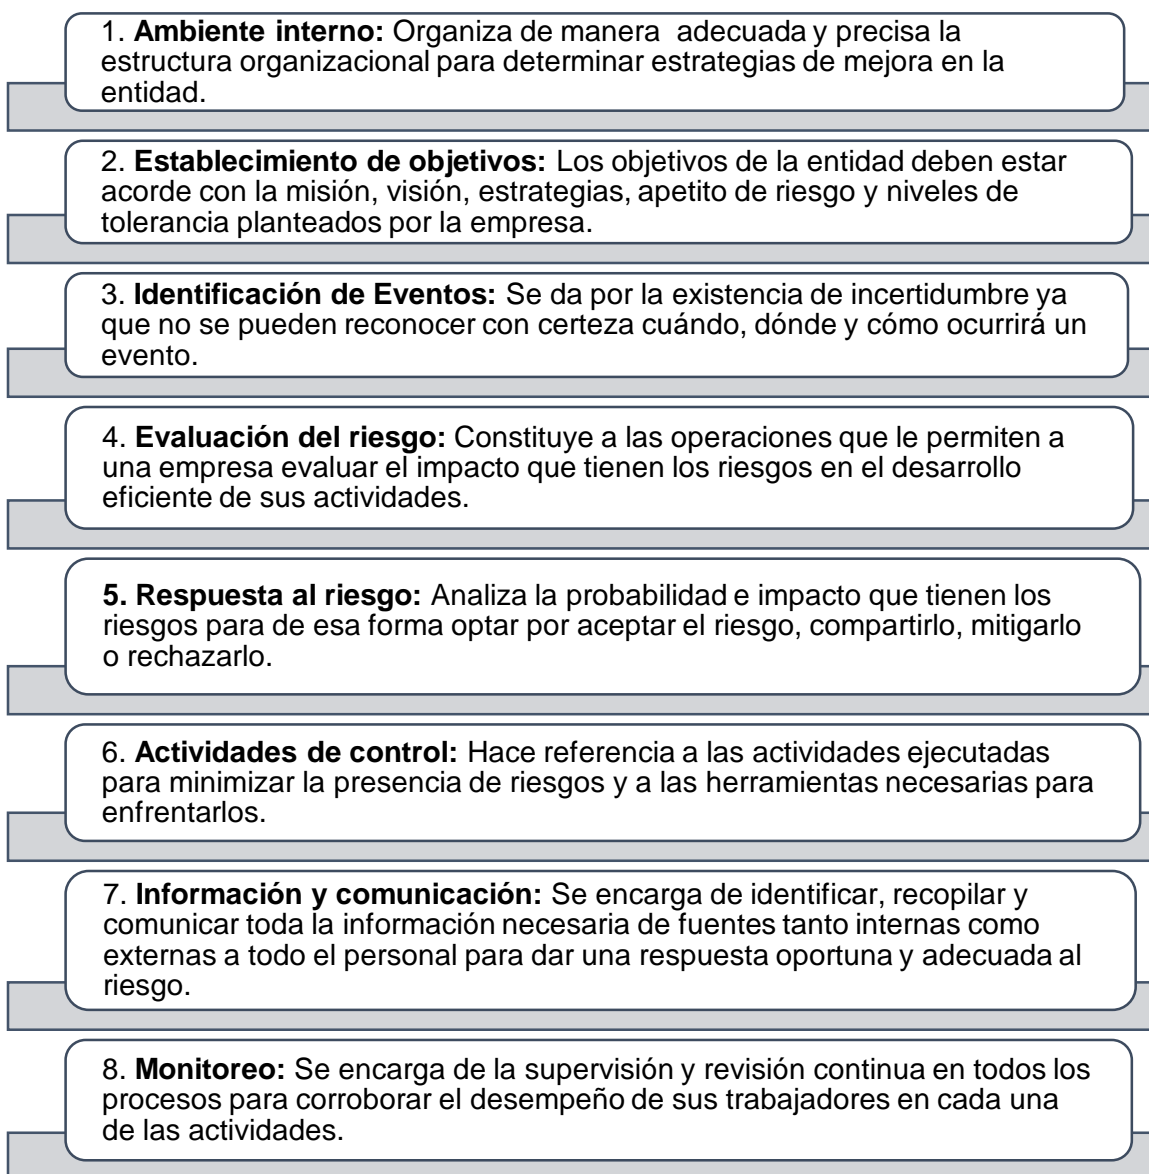 1. Ambiente interno: Organiza de manera  adecuada y precisa la
estructura organizacional para determinar estrategias de mejora en la
entidad.
2. Establecimiento de objetivos: Los objetivos de la entidad deben estar
acorde con la misión, visión, estrategias, apetito de riesgo y niveles de
tolerancia planteados por la empresa.
3. Identificación de Eventos: Se da por la existencia de incertidumbre ya
que no se pueden reconocer con certeza cuándo, dónde y cómo ocurrirá un
evento.
4. Evaluación del riesgo: Constituye a las operaciones que le permiten a
una empresa evaluar el impacto que tienen los riesgos en el desarrollo
eficiente de sus actividades.
5. Respuesta al riesgo: Analiza la probabilidad e impacto que tienen los
riesgos para de esa forma optar por aceptar el riesgo, compartirlo, mitigarlo
o rechazarlo.
6. Actividades de control: Hace referencia a las actividades ejecutadas
para minimizar la presencia de riesgos y a las herramientas necesarias para
enfrentarlos.
7. Información y comunicación: Se encarga de identificar, recopilar y
comunicar toda la información necesaria de fuentes tanto internas como
externas a todo el personal para dar una respuesta oportuna y adecuada al
riesgo.
8. Monitoreo: Se encarga de la supervisión y revisión continua en todos los
procesos para corroborar el desempeño de sus trabajadores en cada una
de las actividades.